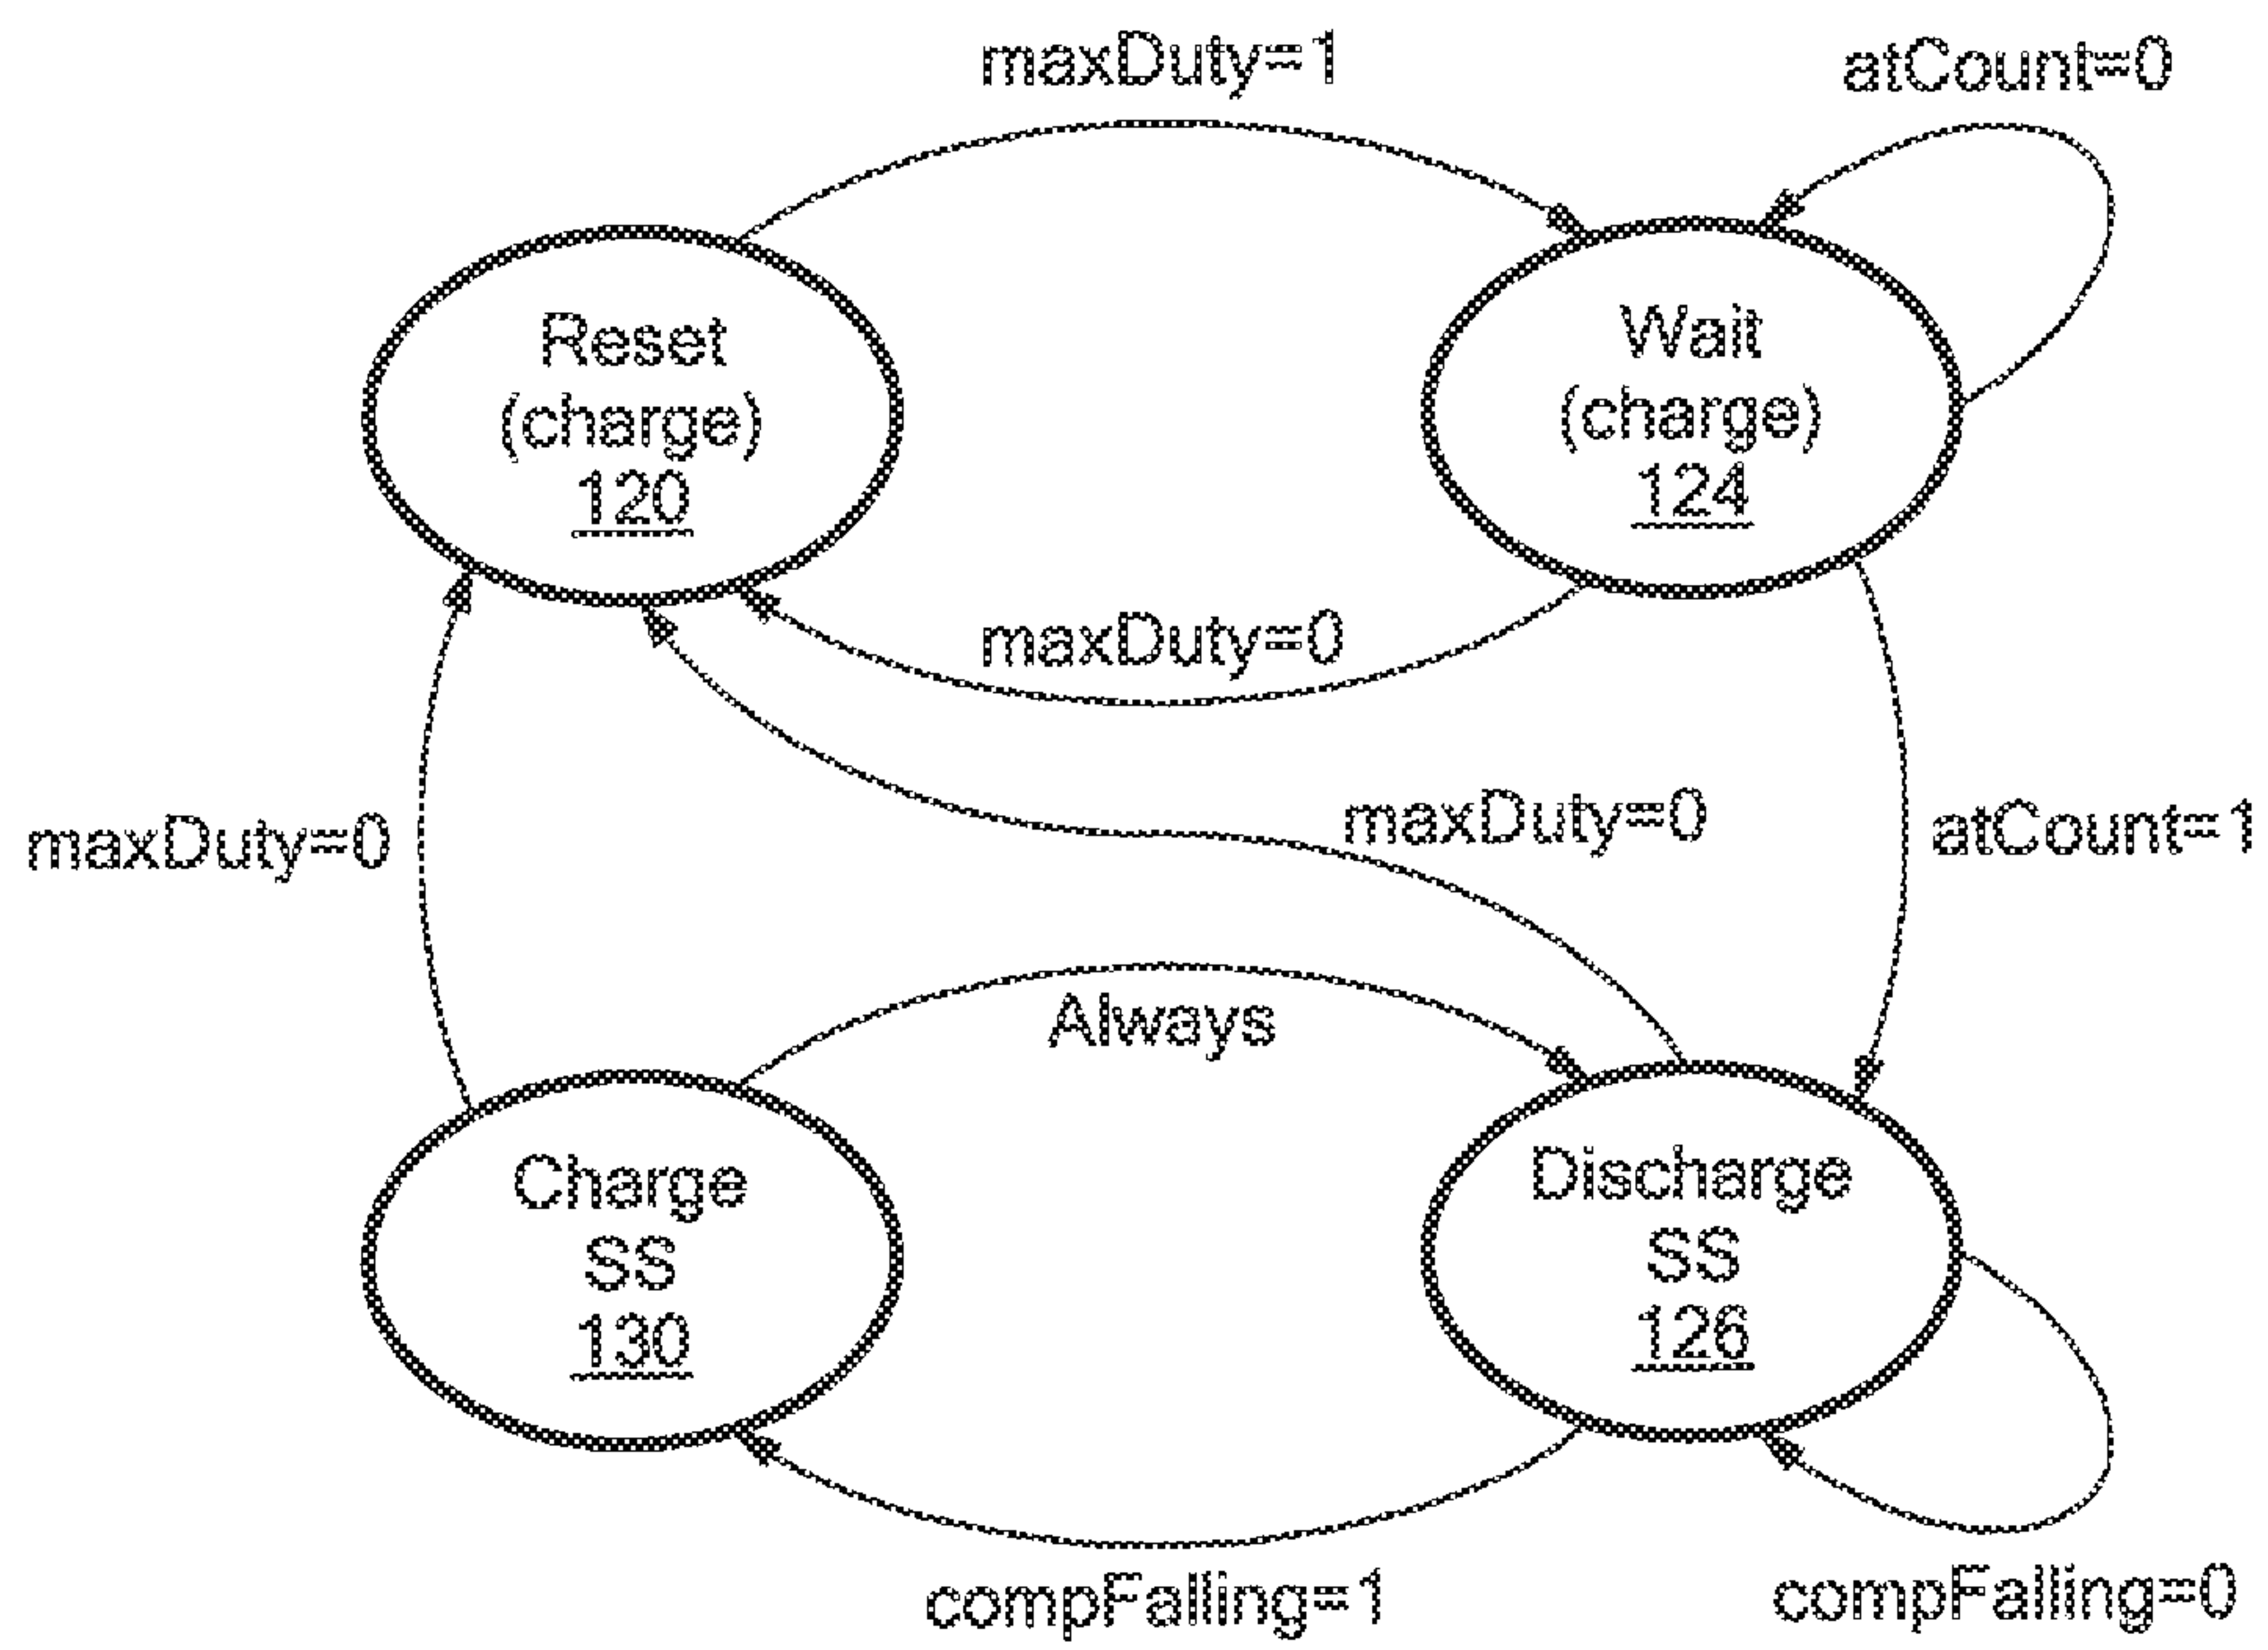 maxDuty=1
atCount=0
Reset
(charge)
120
Wait
(charge)
124
maxDuty=0
maxDuty=0
maxDuty=0
atCount=1
Always
Charge
SS
130
Discharge
SS
126
compFalling=1
compFalling=0